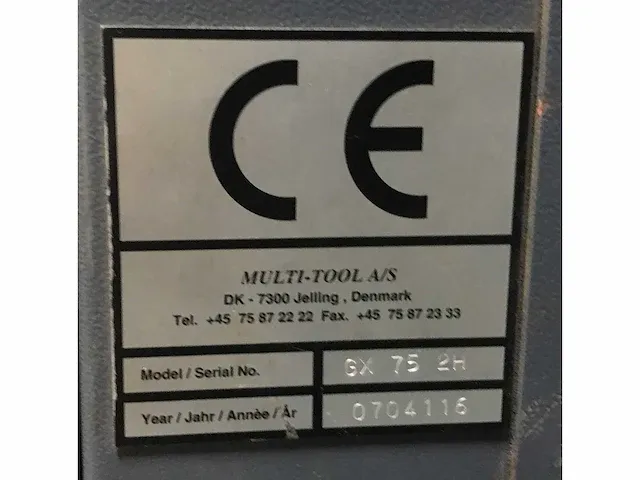 CE
MULTI-TOOL A/S
DK - 7300 Jelling , Denmark
Tel. +45 75 87 22 22 Fax. +45 75 87 23 33
Model / Serial No. GX 75 2H
Year / Jahr / Annèe / År 0704116